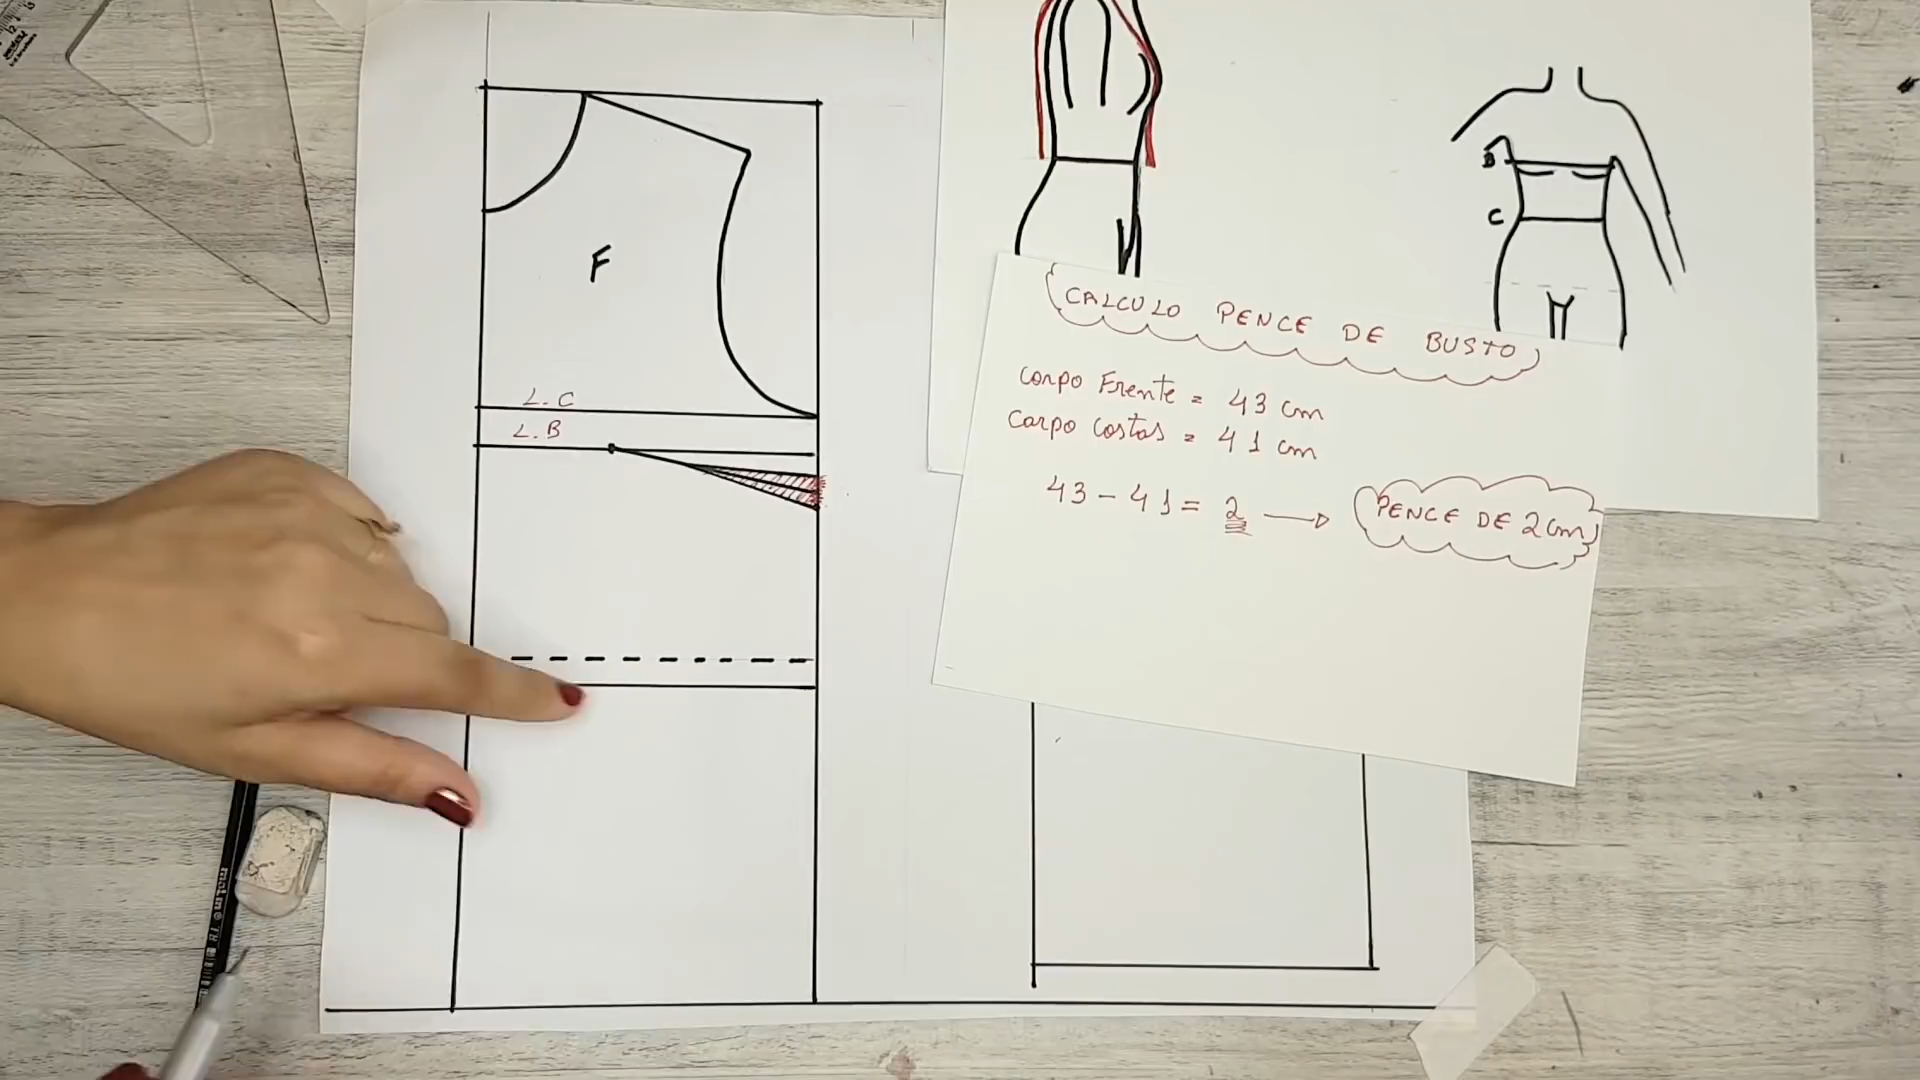 F
L.C
L.B
B
C
CALCULO PENCE DE BUSTO
Corpo Frente = 43 cm
Corpo Costas = 41 cm
43 - 41 = 2 → PENCE DE 2cm